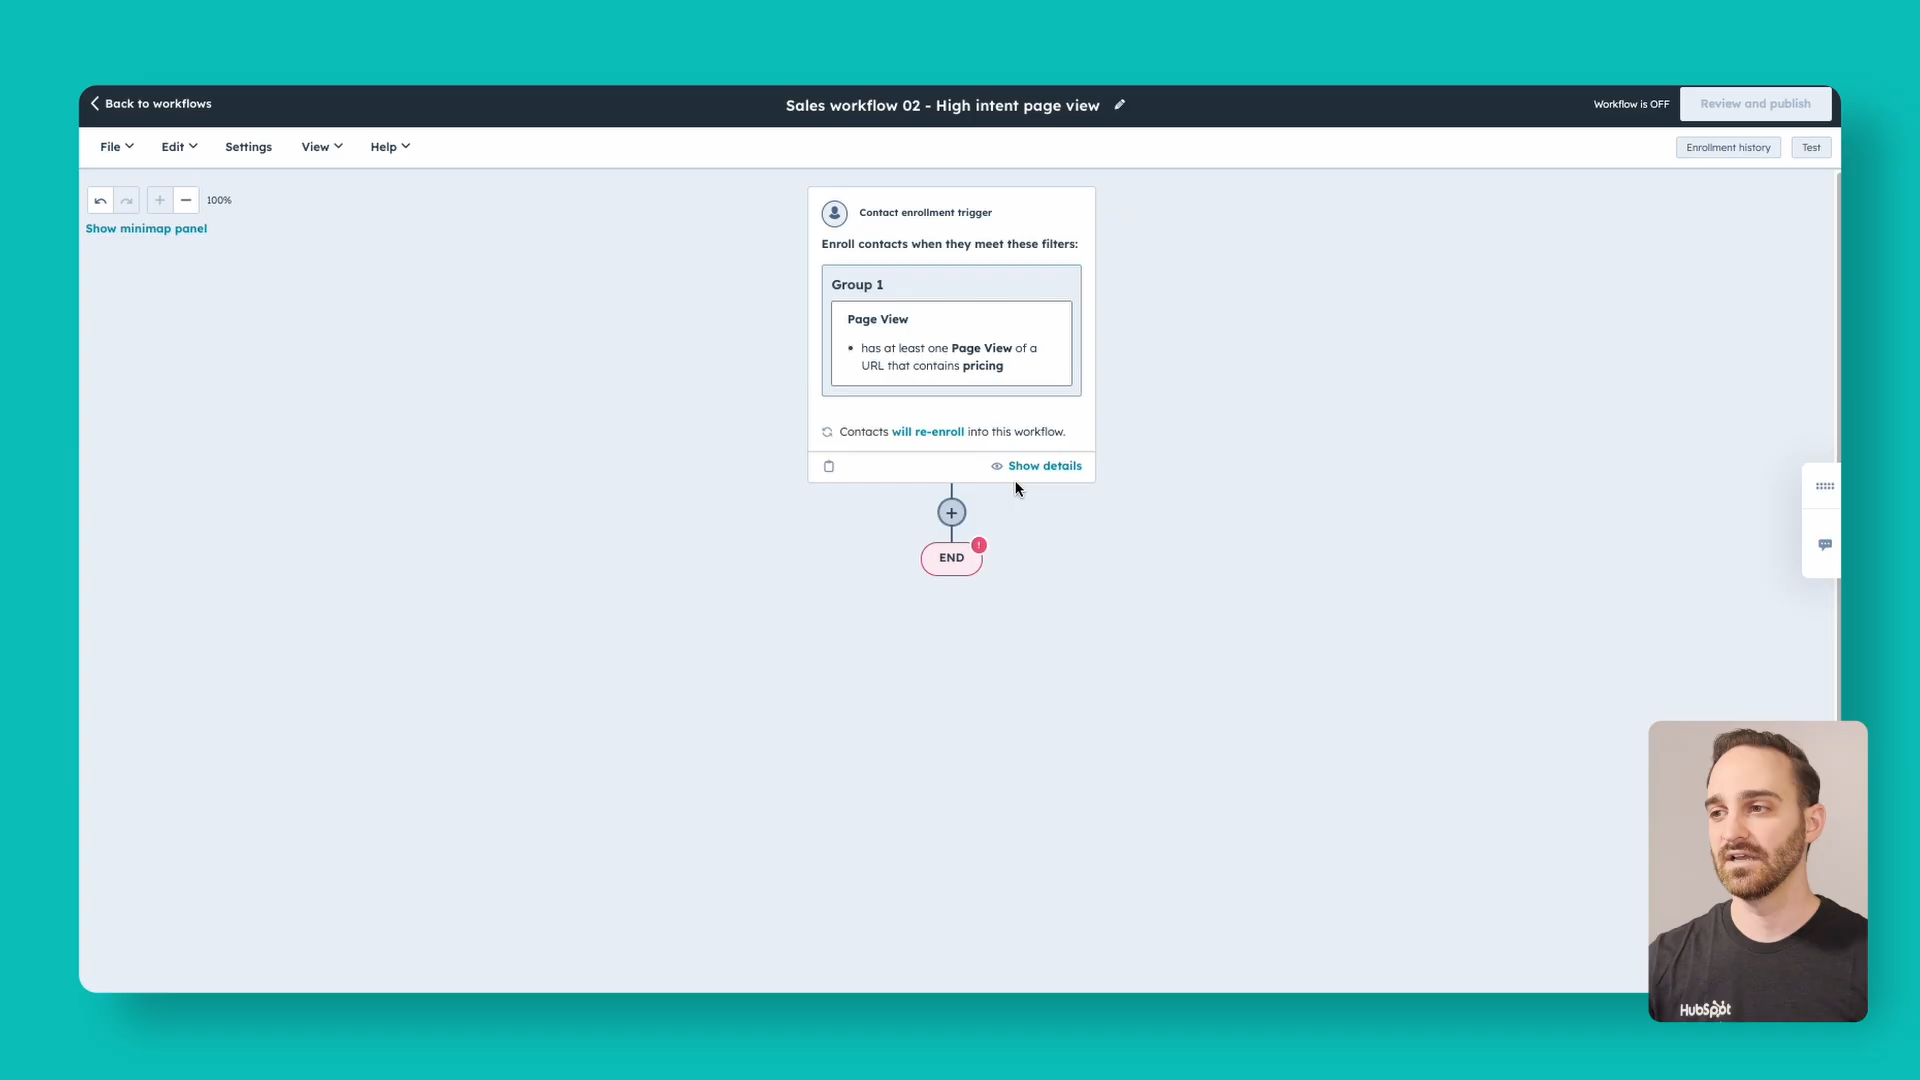 Back to workflows
Sales workflow 02 - High intent page view
Workflow is OFF
Review and publish
File
Edit
Settings
View
Help
Enrollment history
Test
100%
Show minimap panel
Contact enrollment trigger
Enroll contacts when they meet these filters:
Group 1
Page View
• has at least one Page View of a
URL that contains pricing
Contacts will re-enroll into this workflow.
Show details
+
END
!
HubSpot